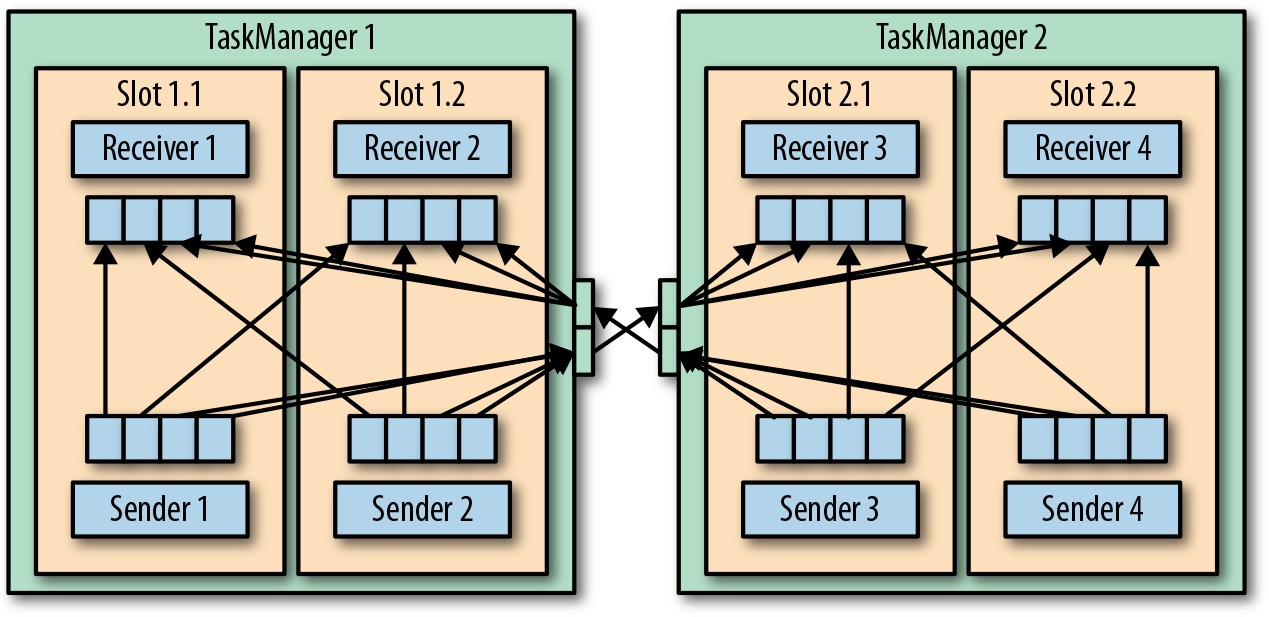 TaskManager 1
Slot 1.1
Receiver 1
Sender 1
Slot 1.2
Receiver 2
Sender 2
TaskManager 2
Slot 2.1
Receiver 3
Sender 3
Slot 2.2
Receiver 4
Sender 4